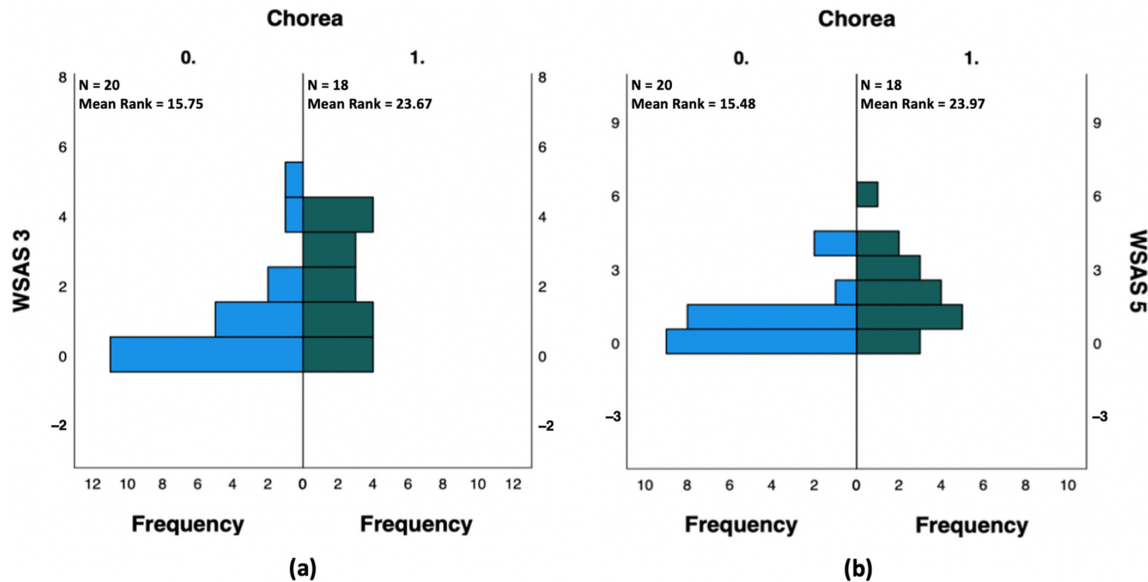 Chorea
0. 1.
N = 20
Mean Rank = 15.75
N = 18
Mean Rank = 23.67
WSAS 3
8
6
4
2
0
–2
8
6
4
2
0
–2
12 10 8 6 4 2 0 2 4 6 8 10 12
Frequency Frequency
(a)
Chorea
0. 1.
N = 20
Mean Rank = 15.48
N = 18
Mean Rank = 23.97
9
6
3
0
–3
9
6
3
0
–3
WSAS 5
10 8 6 4 2 0 2 4 6 8 10
Frequency Frequency
(b)